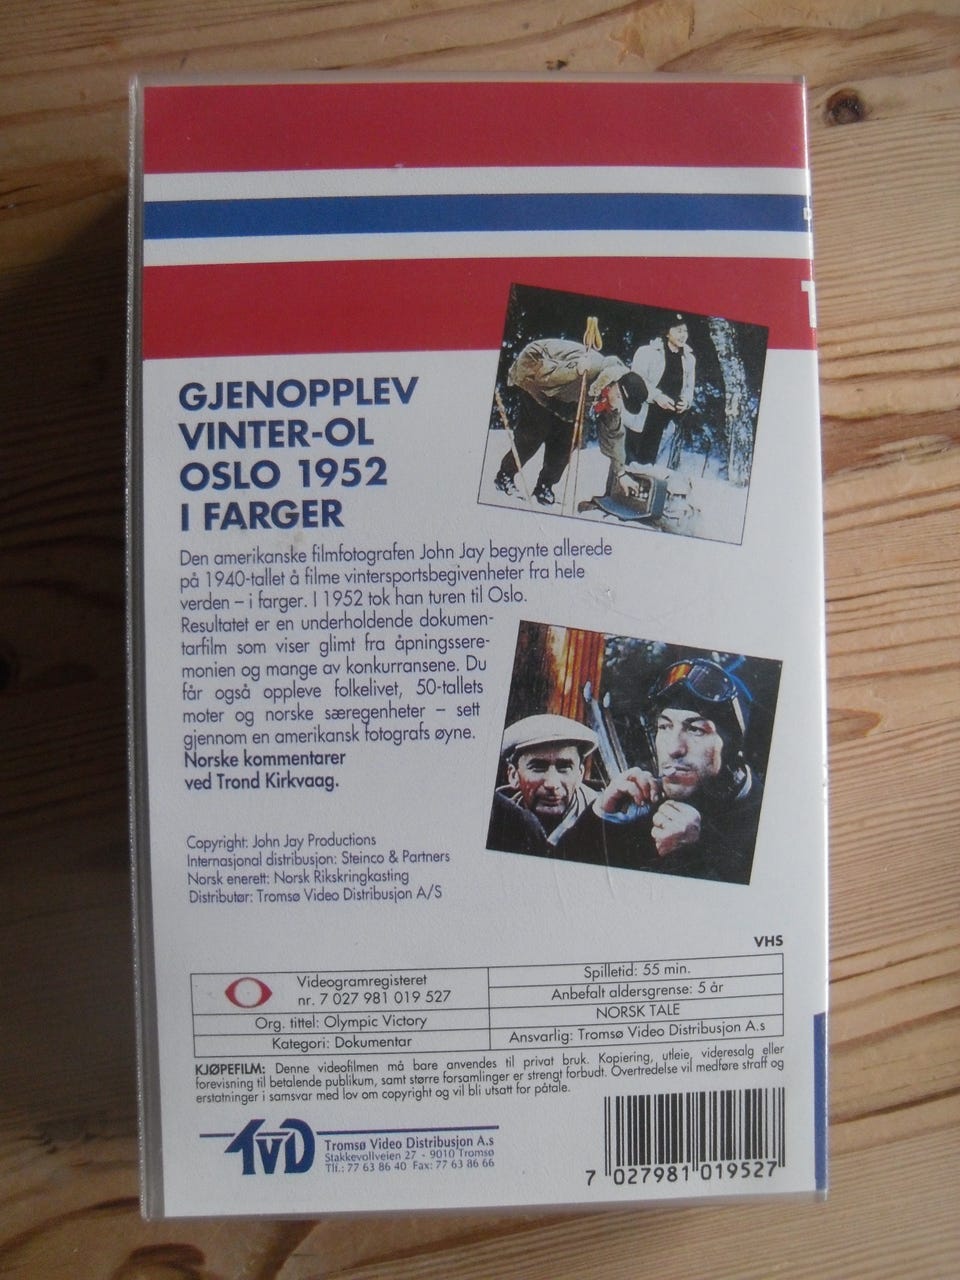 GJENOPPLEV
VINTER-OL
OSLO 1952
I FARGER
Den amerikanske filmfotografen John Jay begynte allerede
på 1940-tallet å filme vintersportsbegivenheter fra hele
verden – i farger. I 1952 tok han turen til Oslo.
Resultatet er en underholdende dokumen-
tarfilm som viser glimt fra åpningssere-
monien og mange av konkurransene. Du
får også oppleve folkelivet, 50-tallets
moter og norske særegenheter – sett
gjennom en amerikansk fotografs øyne.
Norske kommentarer
ved Trond Kirkvaag.
Copyright: John Jay Productions
Internasjonal distribusjon: Steinco & Partners
Norsk enerett: Norsk Rikskringkasting
Distributør: Tromsø Video Distribusjon A/S
VHS
Videogramregisteret
nr. 7 027 981 019 527
Org. tittel: Olympic Victory
Kategori: Dokumentar
Spilletid: 55 min.
Anbefalt aldersgrense: 5 år
NORSK TALE
Ansvarlig: Tromsø Video Distribusjon A.s
KJØPEFILM: Denne videofilmen må bare anvendes til privat bruk. Kopiering, utleie, videresalg eller
forevisning til betalende publikum, samt større forsamlinger er strengt forbudt. Overtredelse vil medføre straff og
erstatninger i samsvar med lov om copyright og vil bli utsatt for påtale.
TVD
Tromsø Video Distribusjon A.s
Stakkevollveien 27 - 9010 Tromsø
Tlf.: 77 63 86 40 Fax: 77 63 86 66
7 027981 019527